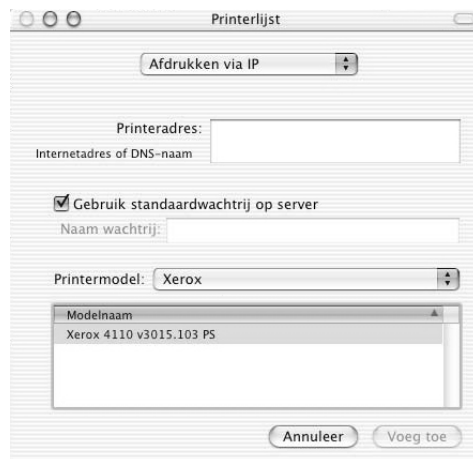 Printerlijst
Afdrukken via IP
Printeradres:
Internetadres of DNS-naam
Gebruik standaardwachtrij op server
Naam wachtrij:
Printermodel: Xerox
Modelnaam
Xerox 4110 v3015.103 PS
Annuleer Voeg toe